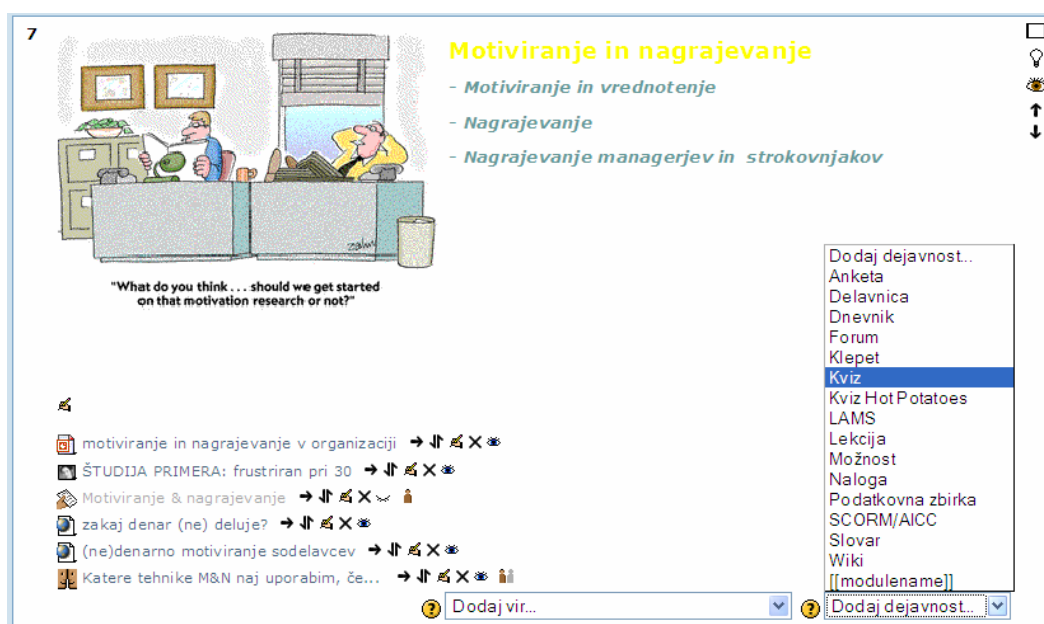 7
Motiviranje in nagrajevanje
- Motiviranje in vrednotenje
- Nagrajevanje
- Nagrajevanje managerjev in strokovnjakov
"What do you think . . . should we get started
on that motivation research or not?"
Dodaj dejavnost...
Anketa
Delavnica
Dnevnik
Forum
Klepet
Kviz
Kviz Hot Potatoes
LAMS
Lekcija
Možnost
Naloga
Podatkovna zbirka
SCORM/AICC
Slovar
Wiki
[[modulename]]
motiviranje in nagrajevanje v organizaciji
ŠTUDIJA PRIMERA: frustriran pri 30
Motiviranje & nagrajevanje
zakaj denar (ne) deluje?
(ne)denarno motiviranje sodelavcev
Katere tehnike M&N naj uporabim, če...
Dodaj vir...
Dodaj dejavnost...